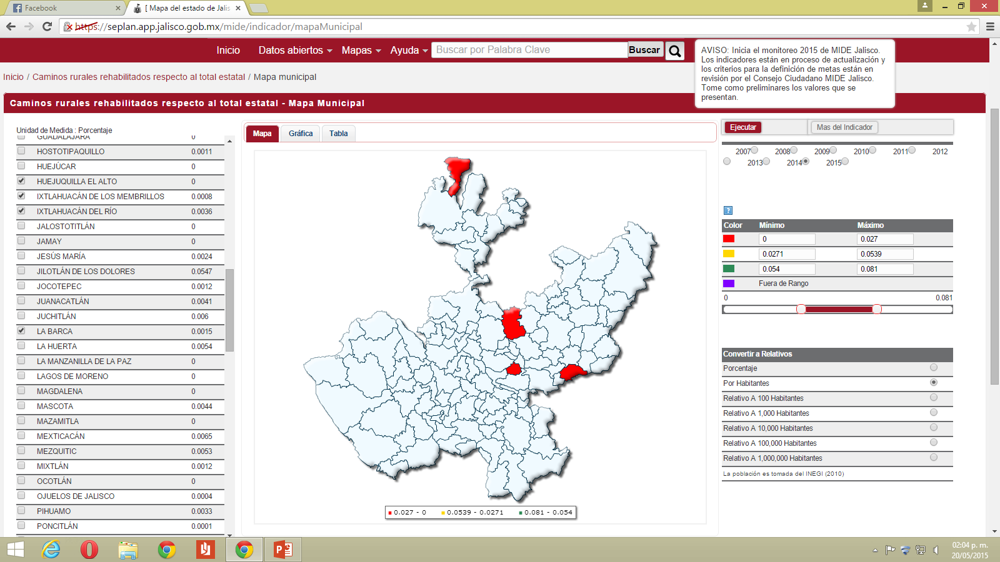 Facebook
[ Mapa del estado de Jalis
https://seplan.app.jalisco.gob.mx/mide/indicador/mapaMunicipal
Inicio Datos abiertos Mapas Ayuda Buscar por Palabra Clave Buscar
AVISO: Inicia el monitoreo 2015 de MIDE Jalisco.
Los indicadores están en proceso de actualización y
los criterios para la definición de metas están en
revisión por el Consejo Ciudadano MIDE Jalisco.
Tome como preliminares los valores que se
presentan.
Inicio / Caminos rurales rehabilitados respecto al total estatal / Mapa municipal
Caminos rurales rehabilitados respecto al total estatal - Mapa Municipal
Unidad de Medida : Porcentaje
GUADALAJARA 0
HOSTOTIPAQUILLO 0.0011
HUEJÚCAR 0
HUEJUQUILLA EL ALTO 0
IXTLAHUACÁN DE LOS MEMBRILLOS 0.0008
IXTLAHUACÁN DEL RÍO 0.0036
JALOSTOTITLÁN 0
JAMAY 0
JESÚS MARÍA 0.0024
JILOTLÁN DE LOS DOLORES 0.0547
JOCOTEPEC 0.0012
JUANACATLÁN 0.0041
JUCHITLÁN 0.006
LA BARCA 0.0015
LA HUERTA 0.0054
LA MANZANILLA DE LA PAZ 0
LAGOS DE MORENO 0
MAGDALENA 0
MASCOTA 0.0044
MAZAMITLA 0
MEXTICACÁN 0.0065
MEZQUITIC 0.0053
MIXTLÁN 0.0012
OCOTLÁN 0
OJUELOS DE JALISCO 0.0004
PIHUAMO 0.0033
PONCITLÁN 0.0001
Mapa Gráfica Tabla
0.027 - 0 0.0539 - 0.0271 0.081 - 0.054
Ejecutar Mas del Indicador
2007 2008 2009 2010 2011 2012
2013 2014 2015
?
Color Mínimo Máximo
0 0.027
0.0271 0.0539
0.054 0.081
Fuera de Rango
0 0.081
Convertir a Relativos
Porcentaje
Por Habitantes
Relativo A 100 Habitantes
Relativo A 1,000 Habitantes
Relativo A 10,000 Habitantes
Relativo A 100,000 Habitantes
Relativo A 1,000,000 Habitantes
La población es tomada del INEGI (2010)
02:04 p. m.
20/05/2015